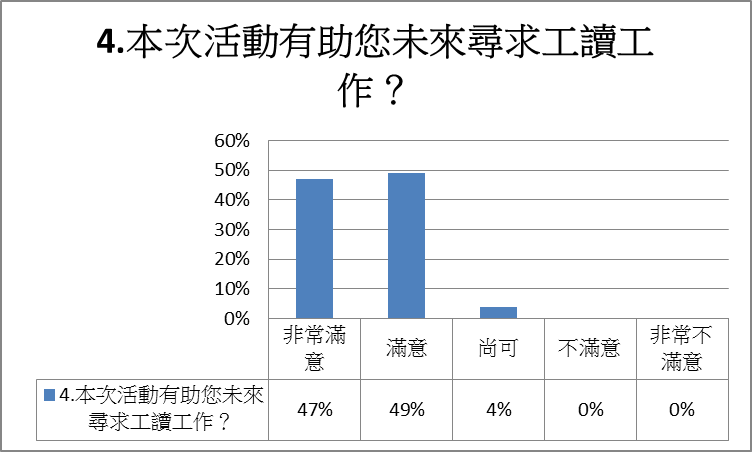 4.本次活動有助您未來尋求工讀工
作？
60%
50%
40%
30%
20%
10%
0%
非常滿
意
滿意
尚可
不滿意
非常不
滿意
4.本次活動有助您未來
尋求工讀工作？
47%
49%
4%
0%
0%